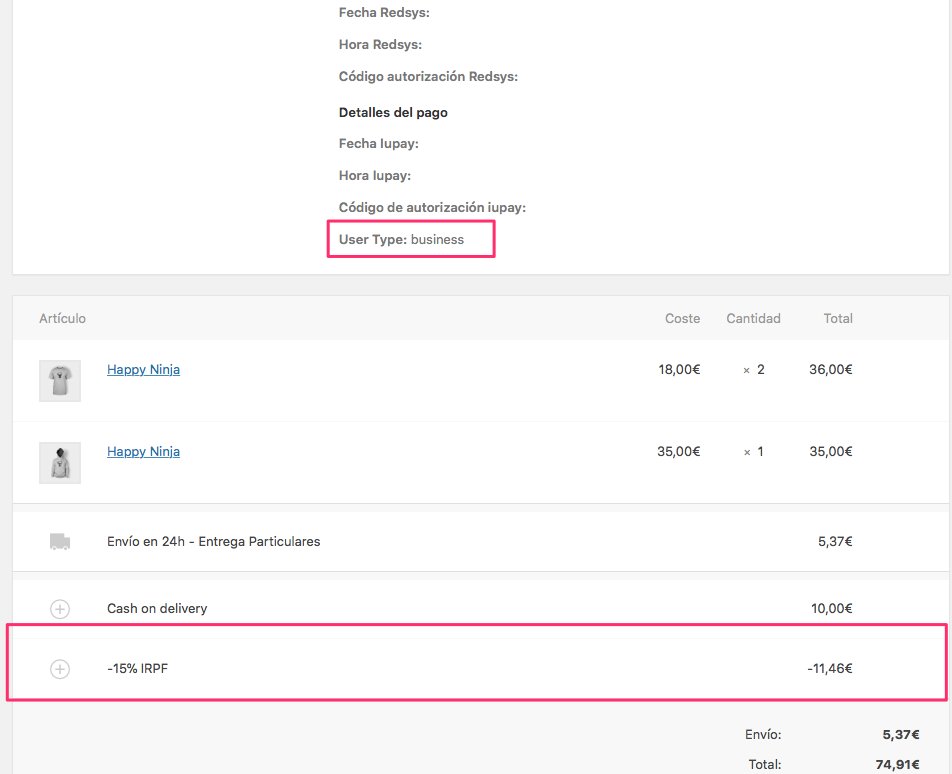 Fecha Redsys:
Hora Redsys:
Código autorización Redsys:
Detalles del pago
Fecha Iupay:
Hora Iupay:
Código de autorización iupay:
User Type: business
Artículo Coste Cantidad Total
Happy Ninja 18,00€ × 2 36,00€
Happy Ninja 35,00€ × 1 35,00€
Envío en 24h - Entrega Particulares 5,37€
Cash on delivery 10,00€
-15% IRPF -11,46€
Envío: 5,37€
Total: 74,91€